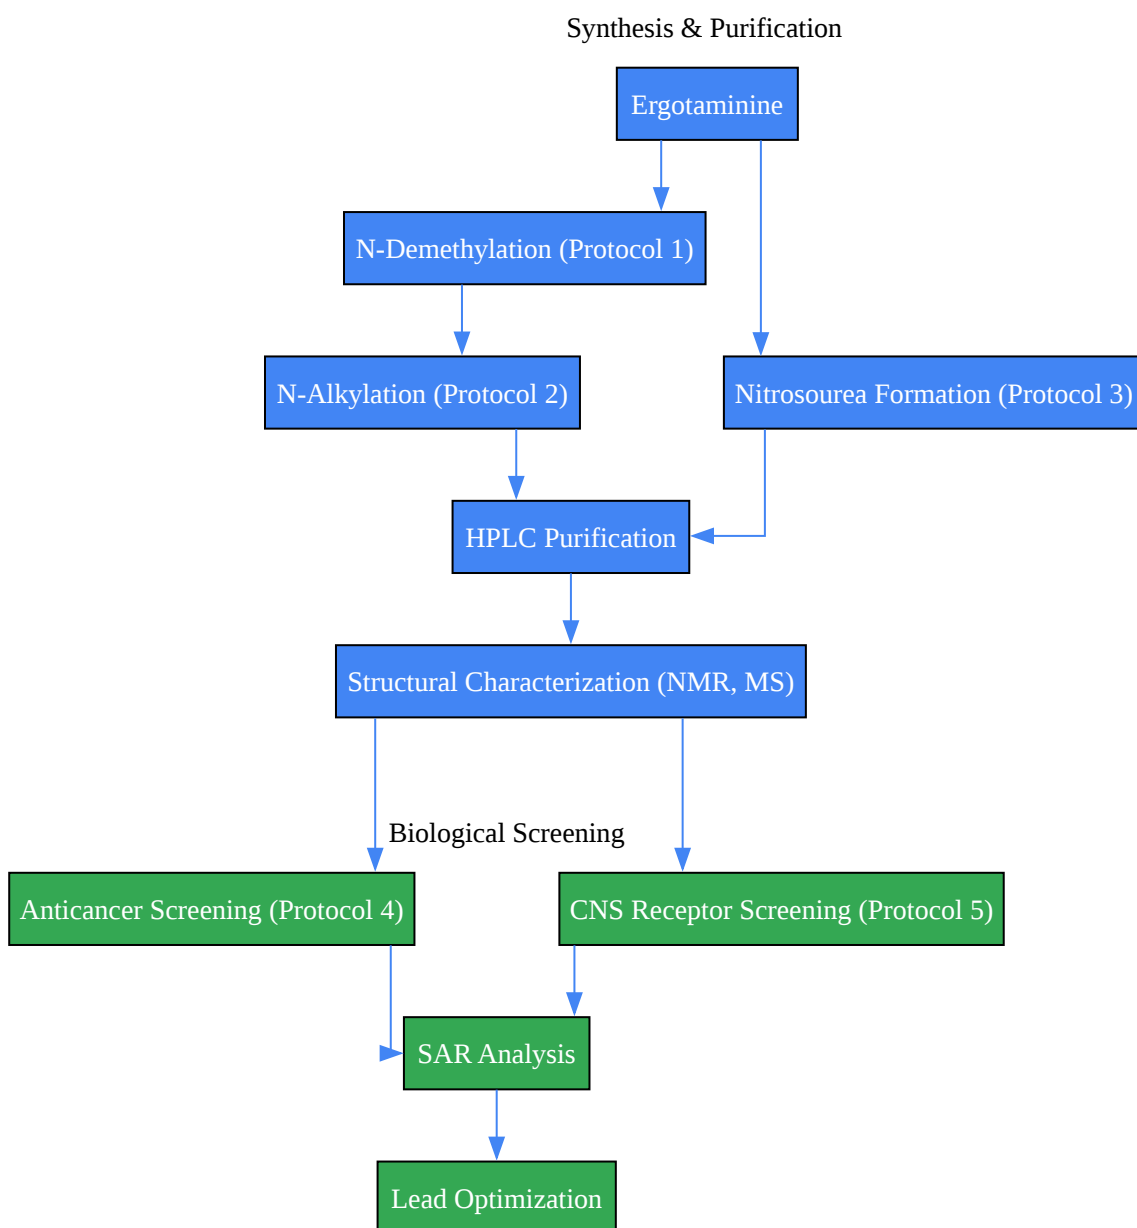 Synthesis & Purification
Ergotaminine
N-Demethylation (Protocol 1)
N-Alkylation (Protocol 2)
Nitrosourea Formation (Protocol 3)
HPLC Purification
Structural Characterization (NMR, MS)
Biological Screening
Anticancer Screening (Protocol 4)
CNS Receptor Screening (Protocol 5)
SAR Analysis
Lead Optimization